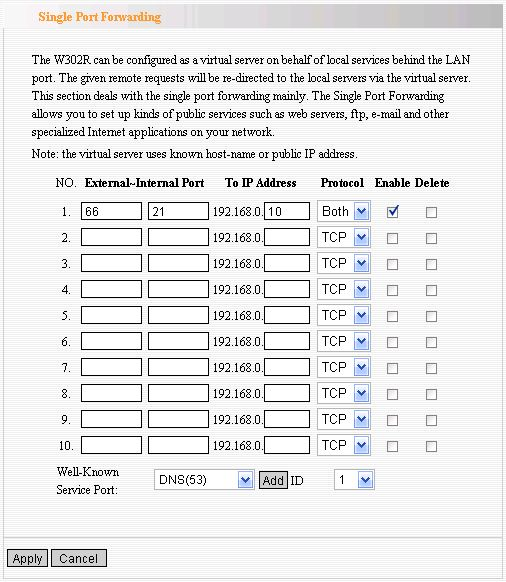 Single Port Forwarding
The W302R can be configured as a virtual server on behalf of local services behind the LAN
port. The given remote requests will be re-directed to the local servers via the virtual server.
This section deals with the single port forwarding mainly. The Single Port Forwarding
allows you to set up kinds of public services such as web servers, ftp, e-mail and other
specialized Internet applications on your network.
Note: the virtual server uses known host-name or public IP address.
NO. External~Internal Port To IP Address Protocol Enable Delete
1. 66 21 192.168.0. 10 Both
2. 192.168.0. TCP
3. 192.168.0. TCP
4. 192.168.0. TCP
5. 192.168.0. TCP
6. 192.168.0. TCP
7. 192.168.0. TCP
8. 192.168.0. TCP
9. 192.168.0. TCP
10. 192.168.0. TCP
Well-Known
Service Port: DNS(53) Add ID 1
Apply Cancel